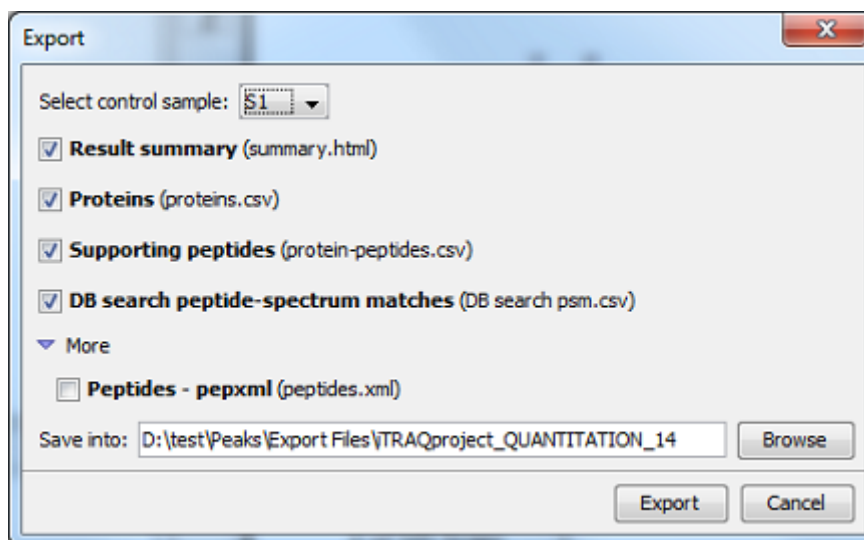 Export
Select control sample: S1
Result summary (summary.html)
Proteins (proteins.csv)
Supporting peptides (protein-peptides.csv)
DB search peptide-spectrum matches (DB search psm.csv)
More
Peptides - pepxml (peptides.xml)
Save into: D:\test\Peaks\Export Files\iTRAQproject_QUANTITATION_14 Browse
Export Cancel